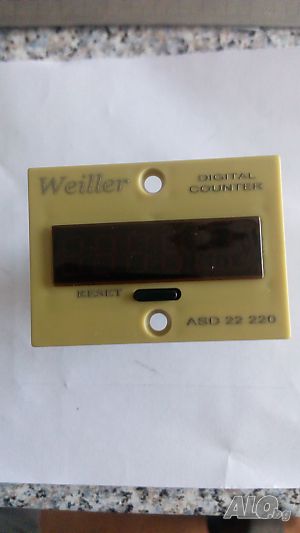 Weiller
DIGITAL
COUNTER
RESET
ASD 22 220
ALO.bg